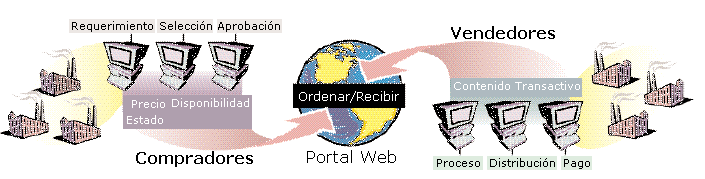 Requerimiento Selección Aprobación
Precio Disponibilidad
Estado
Compradores
Ordenar/Recibir
Portal Web
Vendedores
Contenido Transactivo
Proceso Distribución Pago